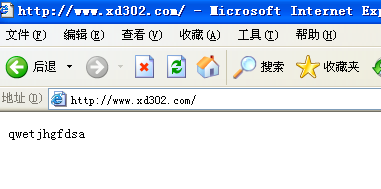 http://www.xd302.com/ - Microsoft Internet Exp
文件(F) 编辑(E) 查看(V) 收藏(A) 工具(T) 帮助(H)
后退 搜索 收藏夹
地址(D) http://www.xd302.com/
qwetjhgfdsa